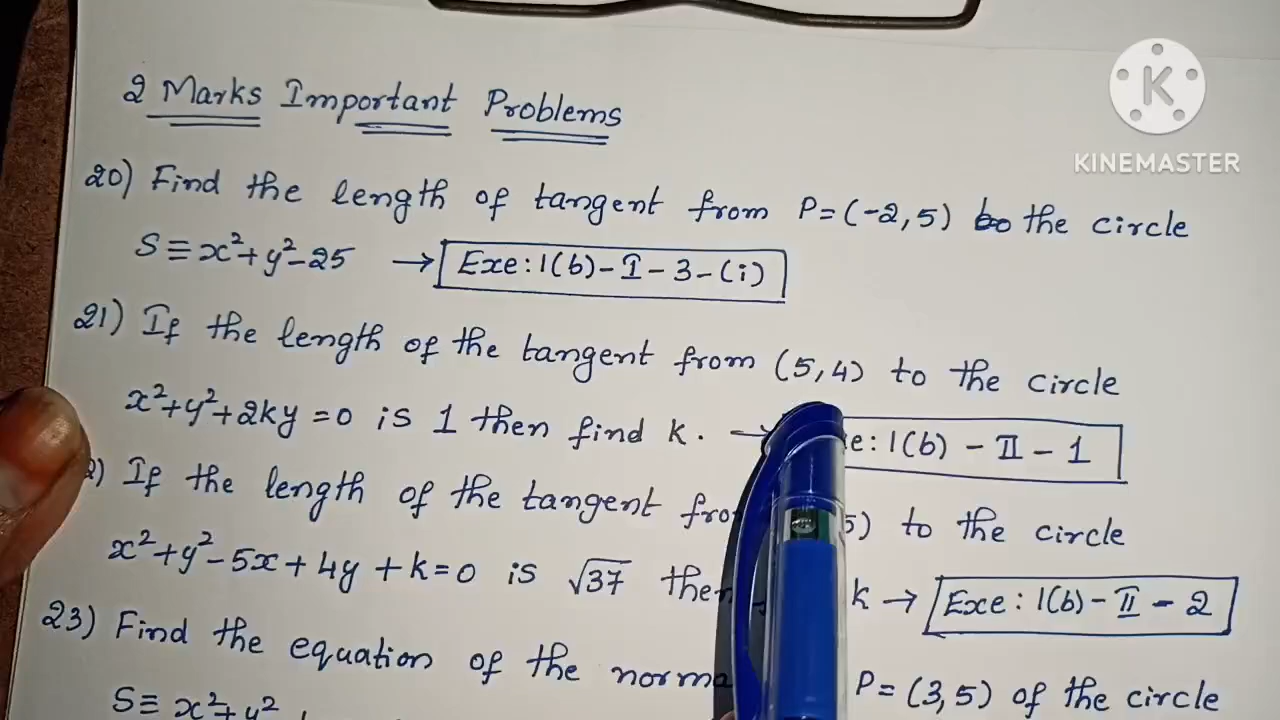 2 Marks Important Problems
KINEMASTER
20) Find the length of tangent from P=(-2,5) to the circle
S≡x²+y²-25 → Exe:1(b)-I-3-(i)
21) If the length of the tangent from (5,4) to the circle
x²+y²+2ky=0 is 1 then find k. → e:1(b)-II-1
) If the length of the tangent 5) to the circle
x²+y²-5x+4y+k=0 is √37 then k → Exe:1(b)-II-2
23) Find the equation of the P=(3,5) of the circle
S≡x²+y²